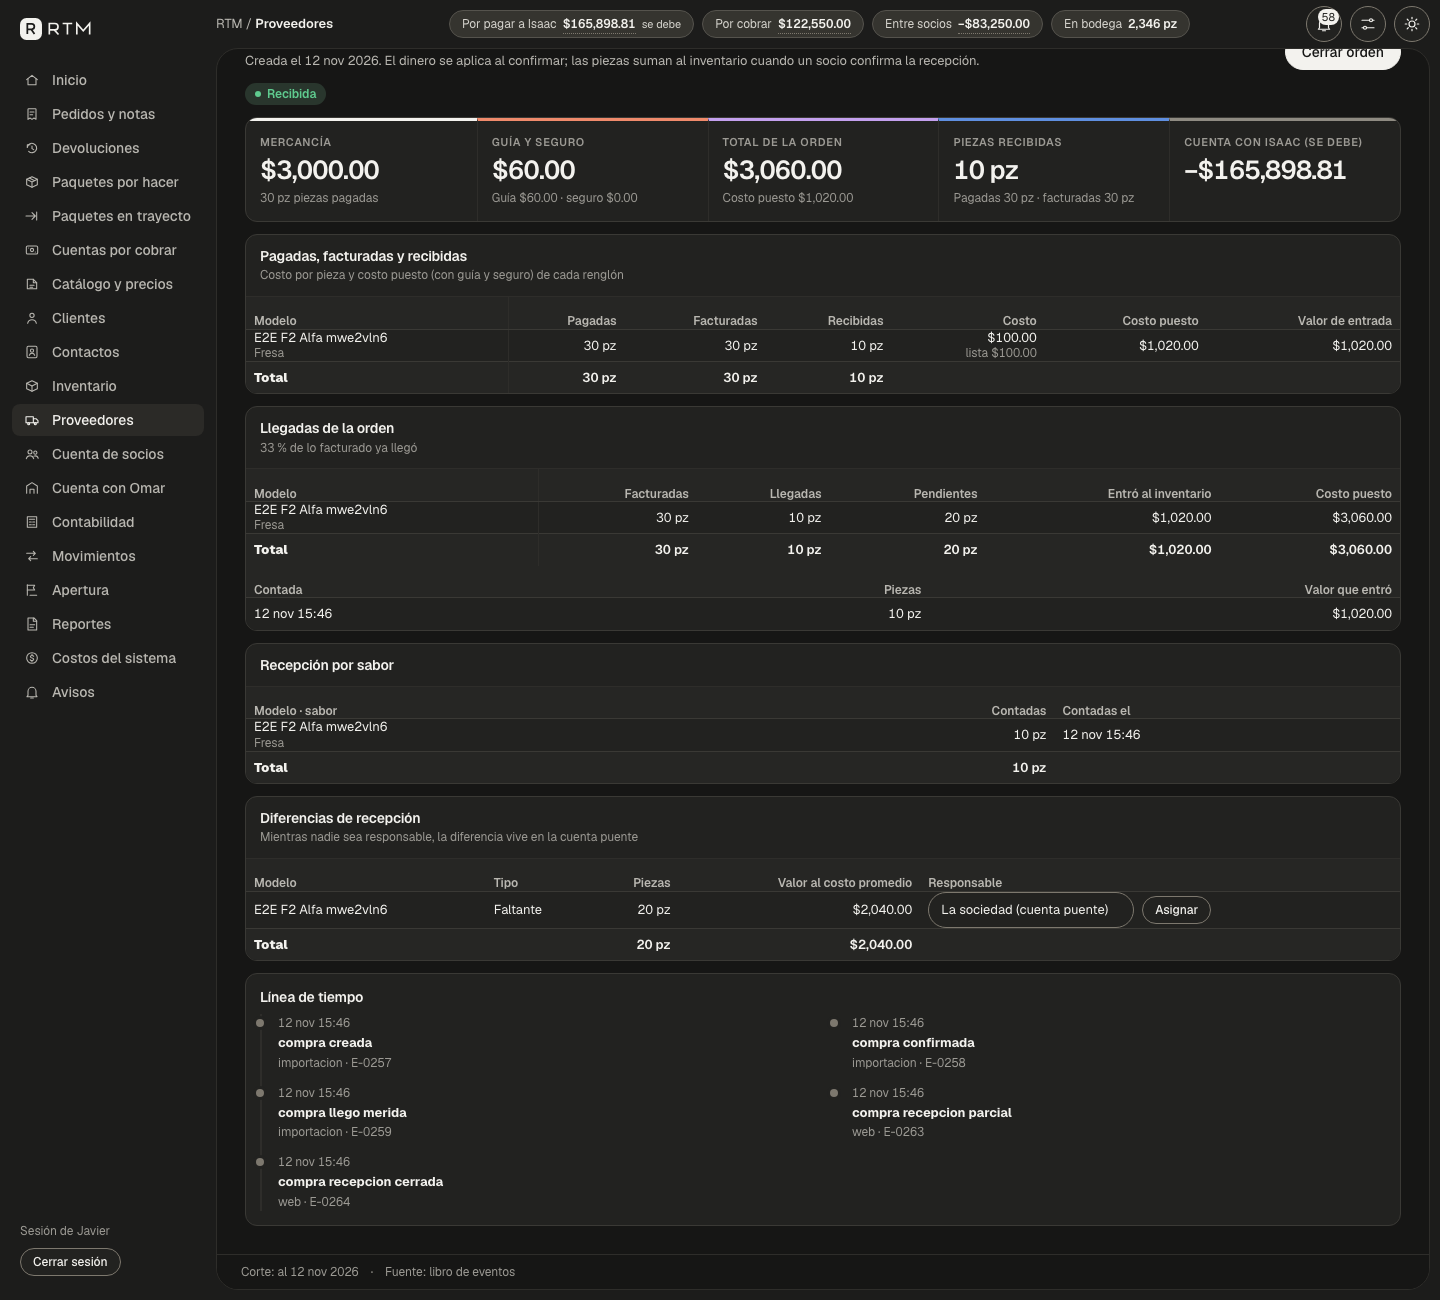 R RTM
RTM / Proveedores
Por pagar a Isaac $165,898.81 se debe
Por cobrar $122,550.00
Entre socios −$83,250.00
En bodega 2,346 pz
58
Inicio
Pedidos y notas
Devoluciones
Paquetes por hacer
Paquetes en trayecto
Cuentas por cobrar
Catálogo y precios
Clientes
Contactos
Inventario
Proveedores
Cuenta de socios
Cuenta con Omar
Contabilidad
Movimientos
Apertura
Reportes
Costos del sistema
Avisos
Sesión de Javier
Cerrar sesión
Creada el 12 nov 2026. El dinero se aplica al confirmar; las piezas suman al inventario cuando un socio confirma la recepción.
Cerrar orden
Recibida
MERCANCÍA
$3,000.00
30 pz piezas pagadas
GUÍA Y SEGURO
$60.00
Guía $60.00 · seguro $0.00
TOTAL DE LA ORDEN
$3,060.00
Costo puesto $1,020.00
PIEZAS RECIBIDAS
10 pz
Pagadas 30 pz · facturadas 30 pz
CUENTA CON ISAAC (SE DEBE)
−$165,898.81
Pagadas, facturadas y recibidas
Costo por pieza y costo puesto (con guía y seguro) de cada renglón
Modelo Pagadas Facturadas Recibidas Costo Costo puesto Valor de entrada
E2E F2 Alfa mwe2vln6 30 pz 30 pz 10 pz $100.00 $1,020.00 $1,020.00
Fresa lista $100.00
Total 30 pz 30 pz 10 pz
Llegadas de la orden
33 % de lo facturado ya llegó
Modelo Facturadas Llegadas Pendientes Entró al inventario Costo puesto
E2E F2 Alfa mwe2vln6 30 pz 10 pz 20 pz $1,020.00 $3,060.00
Fresa
Total 30 pz 10 pz 20 pz $1,020.00 $3,060.00
Contada Piezas Valor que entró
12 nov 15:46 10 pz $1,020.00
Recepción por sabor
Modelo · sabor Contadas Contadas el
E2E F2 Alfa mwe2vln6 10 pz 12 nov 15:46
Fresa
Total 10 pz
Diferencias de recepción
Mientras nadie sea responsable, la diferencia vive en la cuenta puente
Modelo Tipo Piezas Valor al costo promedio Responsable
E2E F2 Alfa mwe2vln6 Faltante 20 pz $2,040.00 La sociedad (cuenta puente) Asignar
Total 20 pz $2,040.00
Línea de tiempo
12 nov 15:46
compra creada
importacion · E-0257
12 nov 15:46
compra confirmada
importacion · E-0258
12 nov 15:46
compra llego merida
importacion · E-0259
12 nov 15:46
compra recepcion parcial
web · E-0263
12 nov 15:46
compra recepcion cerrada
web · E-0264
Corte: al 12 nov 2026 · Fuente: libro de eventos